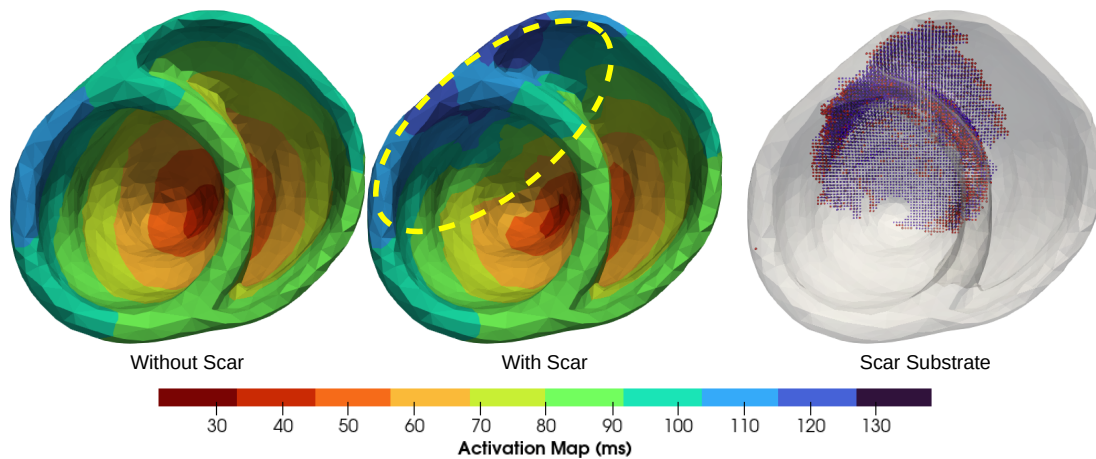 Without Scar
With Scar
Scar Substrate
30 40 50 60 70 80 90 100 110 120 130
Activation Map (ms)